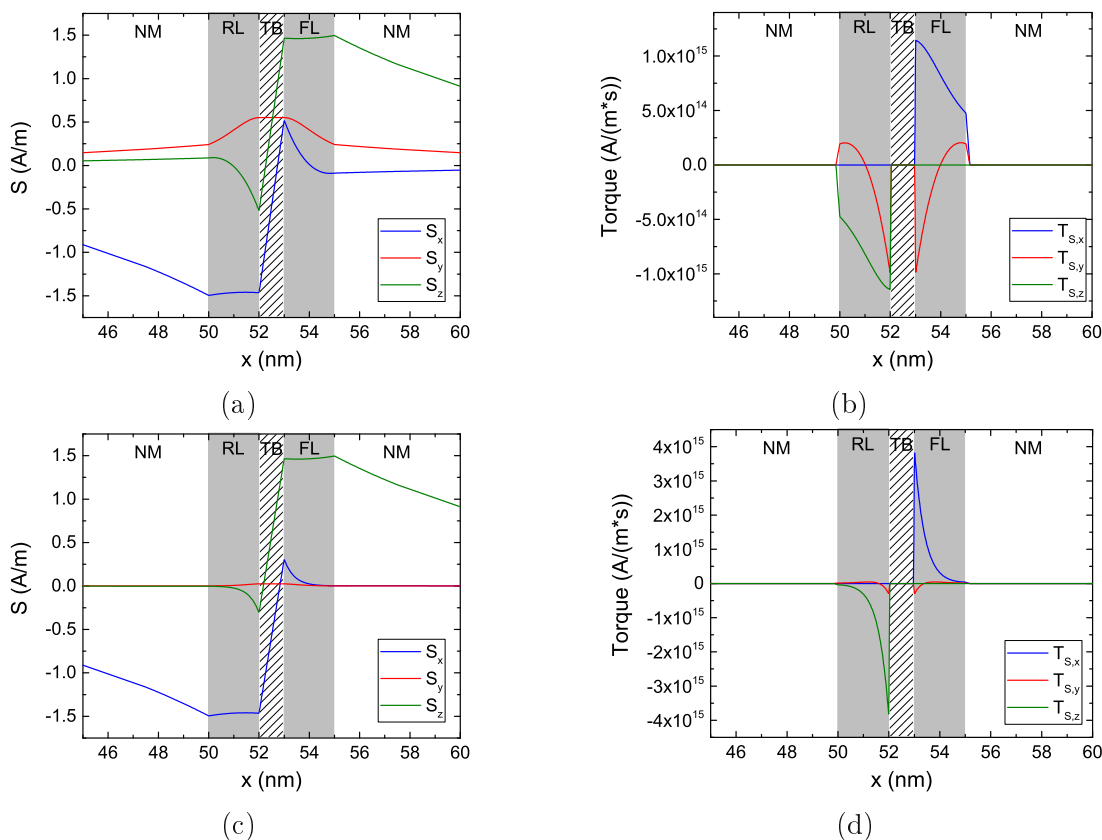 NM RL TB FL NM
1.5
1.0
0.5
0.0
-0.5
-1.0
-1.5
S (A/m)
S_x
S_y
S_z
46 48 50 52 54 56 58 60
x (nm)
(a)
NM RL TB FL NM
1.0x10^15
5.0x10^14
0.0
-5.0x10^14
-1.0x10^15
Torque (A/(m*s))
T_S,x
T_S,y
T_S,z
46 48 50 52 54 56 58 60
x (nm)
(b)
NM RL TB FL NM
1.5
1.0
0.5
0.0
-0.5
-1.0
-1.5
S (A/m)
S_x
S_y
S_z
46 48 50 52 54 56 58 60
x (nm)
(c)
NM RL TB FL NM
4x10^15
3x10^15
2x10^15
1x10^15
0
-1x10^15
-2x10^15
-3x10^15
-4x10^15
Torque (A/(m*s))
T_S,x
T_S,y
T_S,z
46 48 50 52 54 56 58 60
x (nm)
(d)